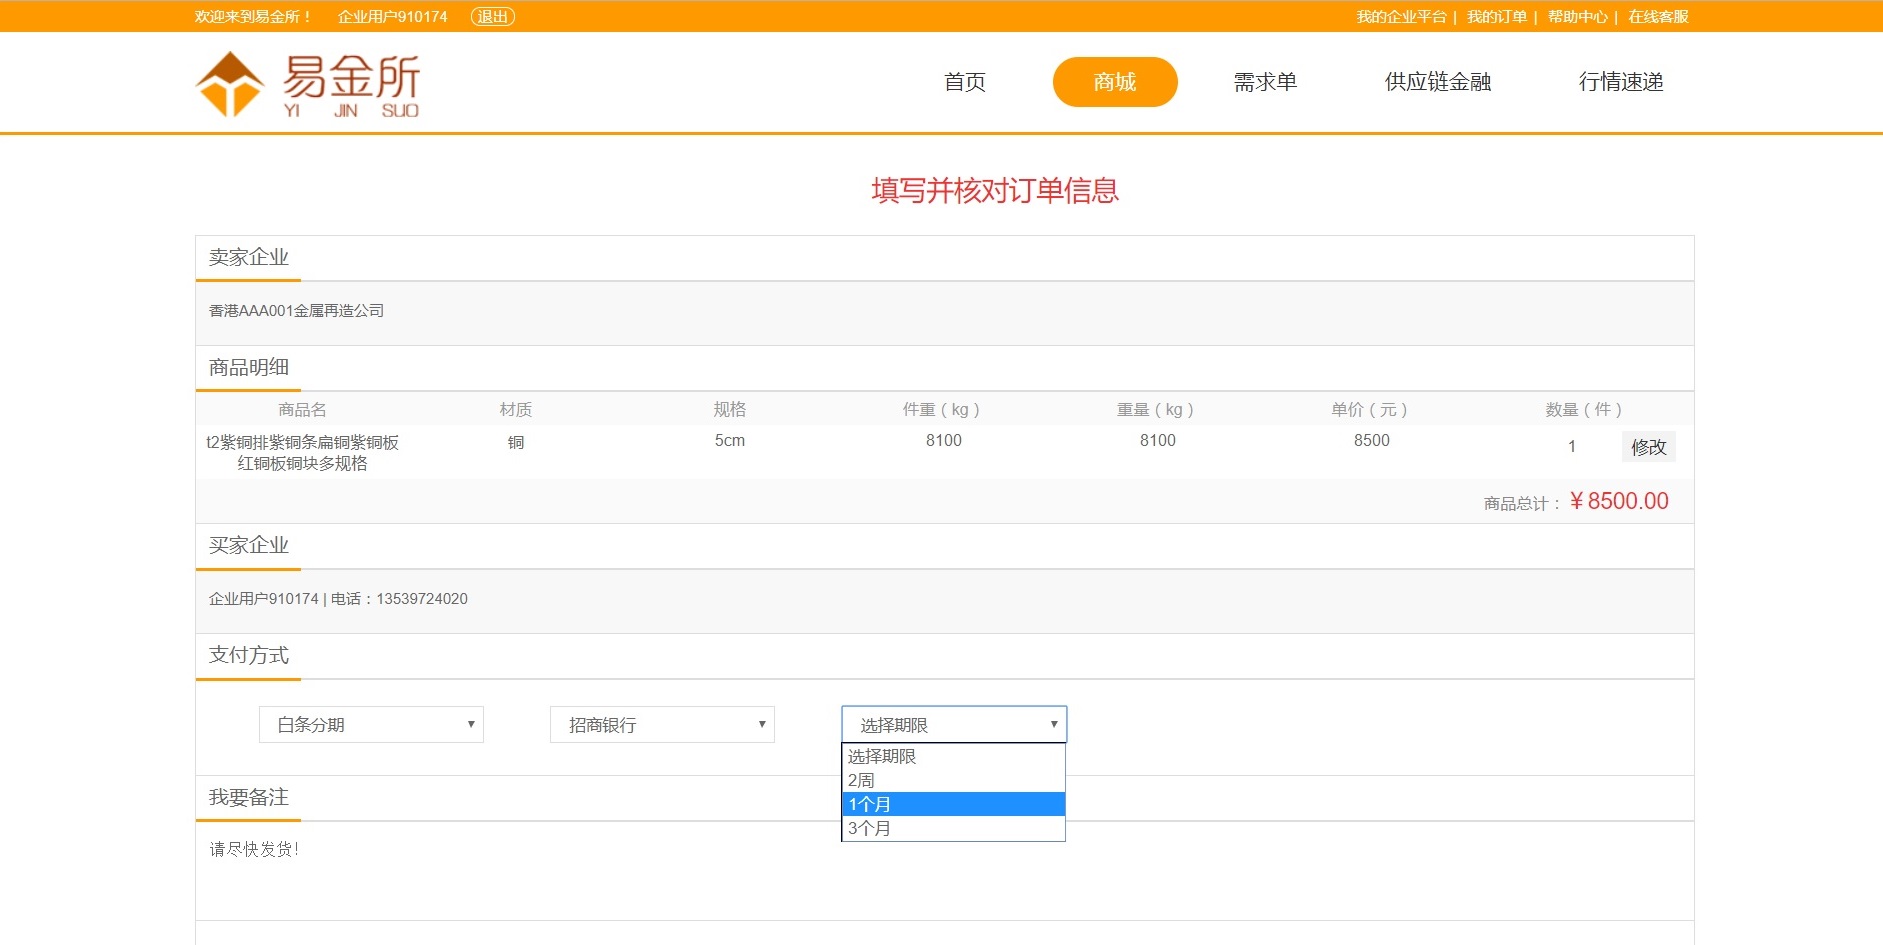 欢迎来到易金所！ 企业用户910174 退出 我的企业平台 | 我的订单 | 帮助中心 | 在线客服
易金所
YI JIN SUO
首页 商城 需求单 供应链金融 行情速递
填写并核对订单信息
卖家企业
香港AAA001金属再造公司
商品明细
商品名 材质 规格 件重（kg） 重量（kg） 单价（元） 数量（件）
t2紫铜排紫铜条扁铜紫铜板 铜 5cm 8100 8100 8500 1 修改
红铜板铜块多规格
商品总计： ¥8500.00
买家企业
企业用户910174 | 电话：13539724020
支付方式
白条分期 招商银行 选择期限
选择期限
2周
1个月
3个月
我要备注
请尽快发货!